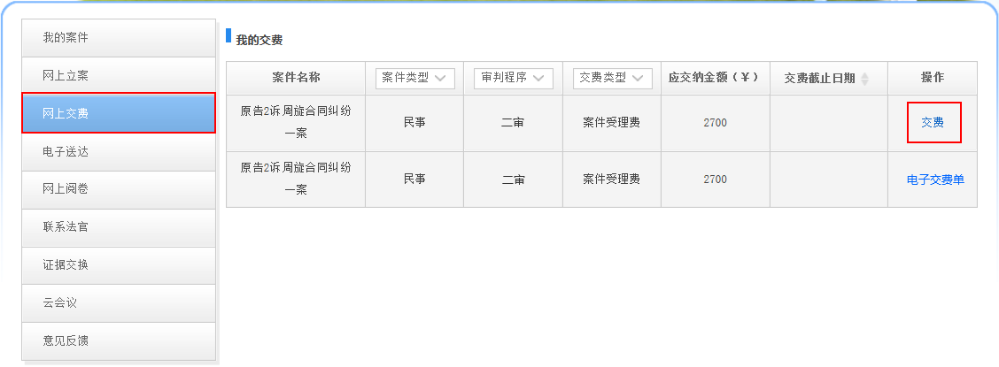 我的案件
网上立案
网上交费
电子送达
网上阅卷
联系法官
证据交换
云会议
意见反馈
我的交费
案件名称 案件类型 审判程序 交费类型 应交纳金额(¥) 交费截止日期 操作
原告2诉周旋合同纠纷 民事 二审 案件受理费 2700 交费
一案
原告2诉周旋合同纠纷 民事 二审 案件受理费 2700 电子交费单
一案